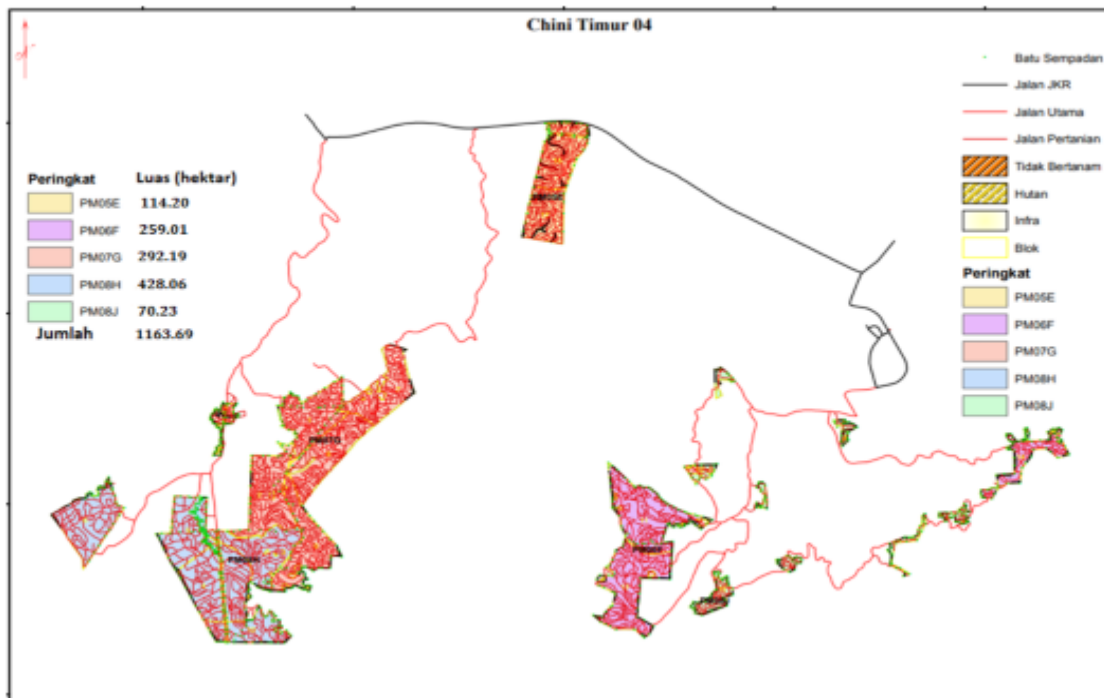 Chini Timur 04
Batu Sempadan
Jalan JKR
Jalan Utama
Jalan Pertanian
Tidak Bertanam
Hutan
Infra
Blok
Peringkat
PM05E
PM06F
PM07G
PM08H
PM08J
Peringkat Luas (hektar)
PM05E 114.20
PM06F 259.01
PM07G 292.19
PM08H 428.06
PM08J 70.23
Jumlah 1163.69